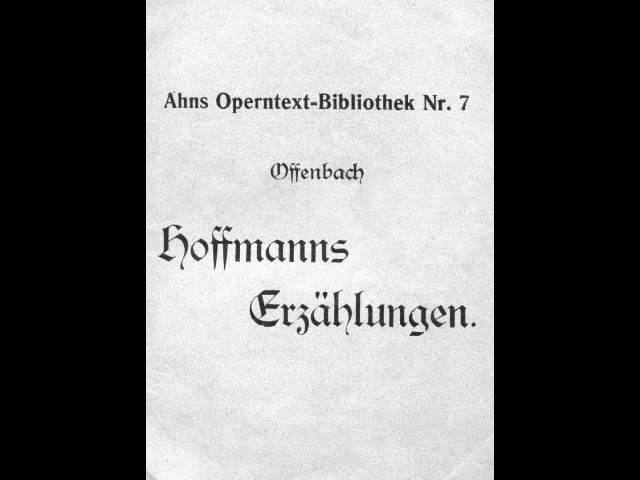 Ahns Operntext-Bibliothek Nr. 7
Offenbach
Hoffmanns
Erzählungen.